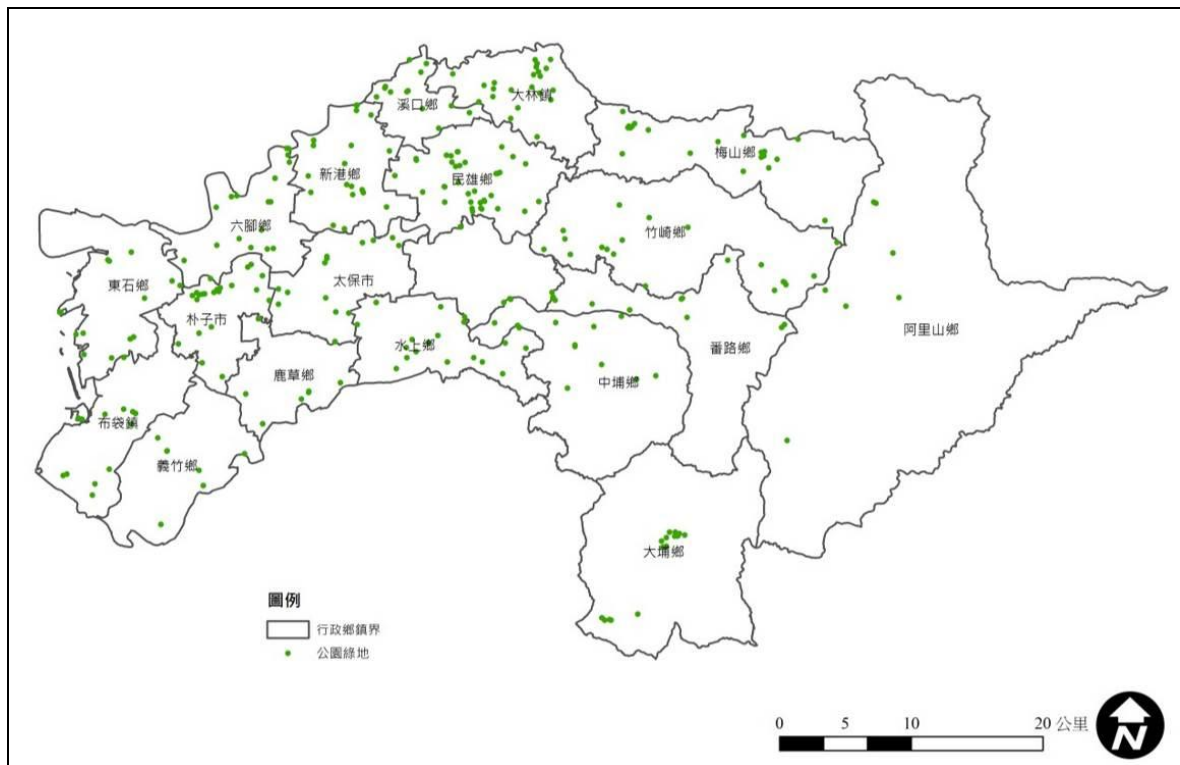 溪口鄉
大林鎮
梅山鄉
新港鄉
民雄鄉
六腳鄉
竹崎鄉
東石鄉
太保市
朴子市
水上鄉
番路鄉
阿里山鄉
鹿草鄉
中埔鄉
布袋鎮
義竹鄉
大埔鄉
圖例
行政鄉鎮界
公園綠地
0 5 10 20 公里
N